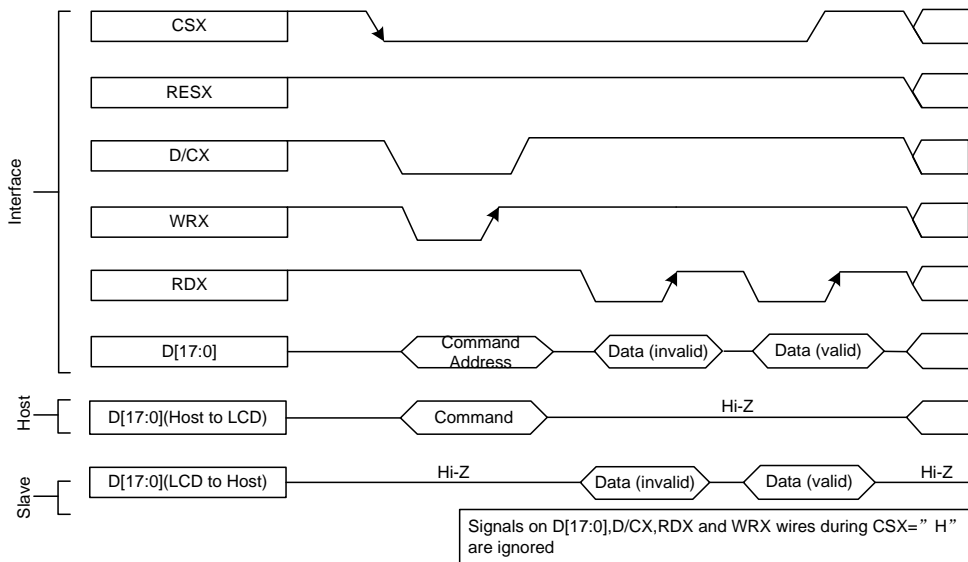 CSX
RESX
D/CX
WRX
RDX
Interface
D[17:0]
Command
Address
Data (invalid)
Data (valid)
Host
D[17:0](Host to LCD)
Command
Hi-Z
Slave
D[17:0](LCD to Host)
Hi-Z
Data (invalid)
Data (valid)
Hi-Z
Signals on D[17:0],D/CX,RDX and WRX wires during CSX=” H”
are ignored